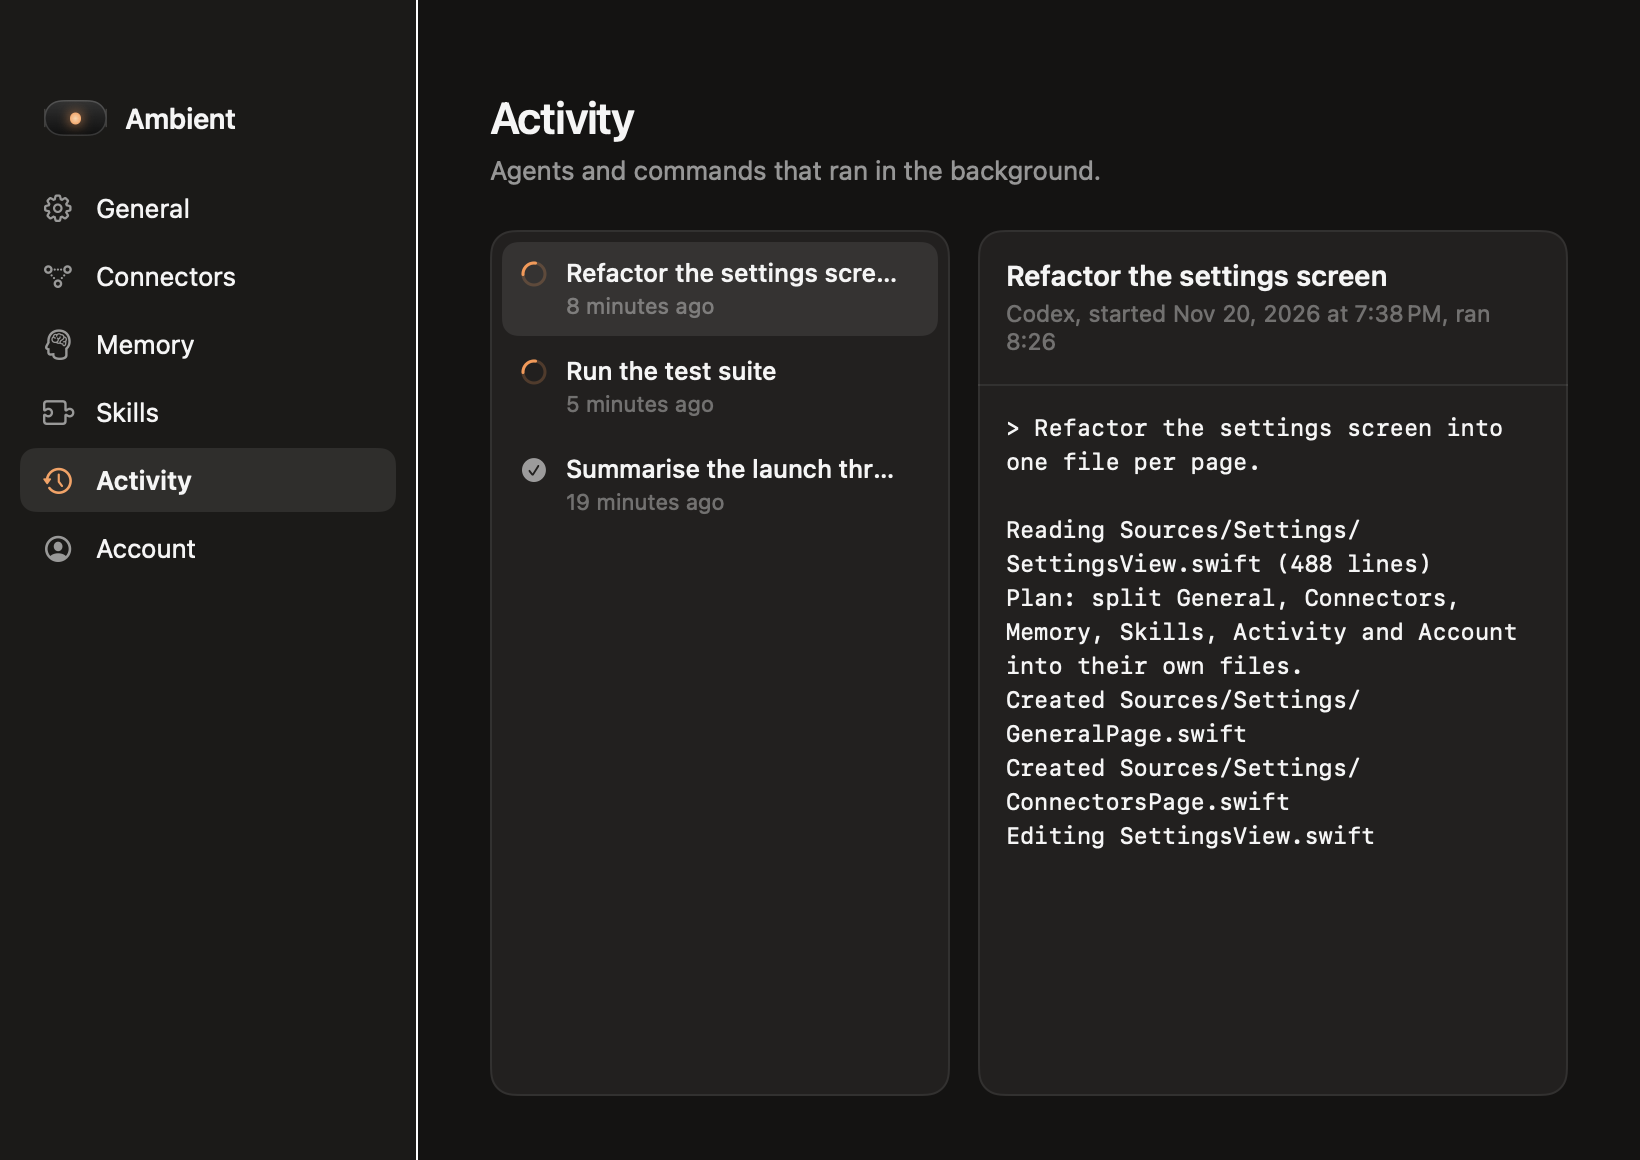 Ambient
General
Connectors
Memory
Skills
Activity
Account
Activity
Agents and commands that ran in the background.
Refactor the settings scre...
8 minutes ago
Run the test suite
5 minutes ago
Summarise the launch thr...
19 minutes ago
Refactor the settings screen
Codex, started Nov 20, 2026 at 7:38 PM, ran
8:26
> Refactor the settings screen into
one file per page.
Reading Sources/Settings/
SettingsView.swift (488 lines)
Plan: split General, Connectors,
Memory, Skills, Activity and Account
into their own files.
Created Sources/Settings/
GeneralPage.swift
Created Sources/Settings/
ConnectorsPage.swift
Editing SettingsView.swift